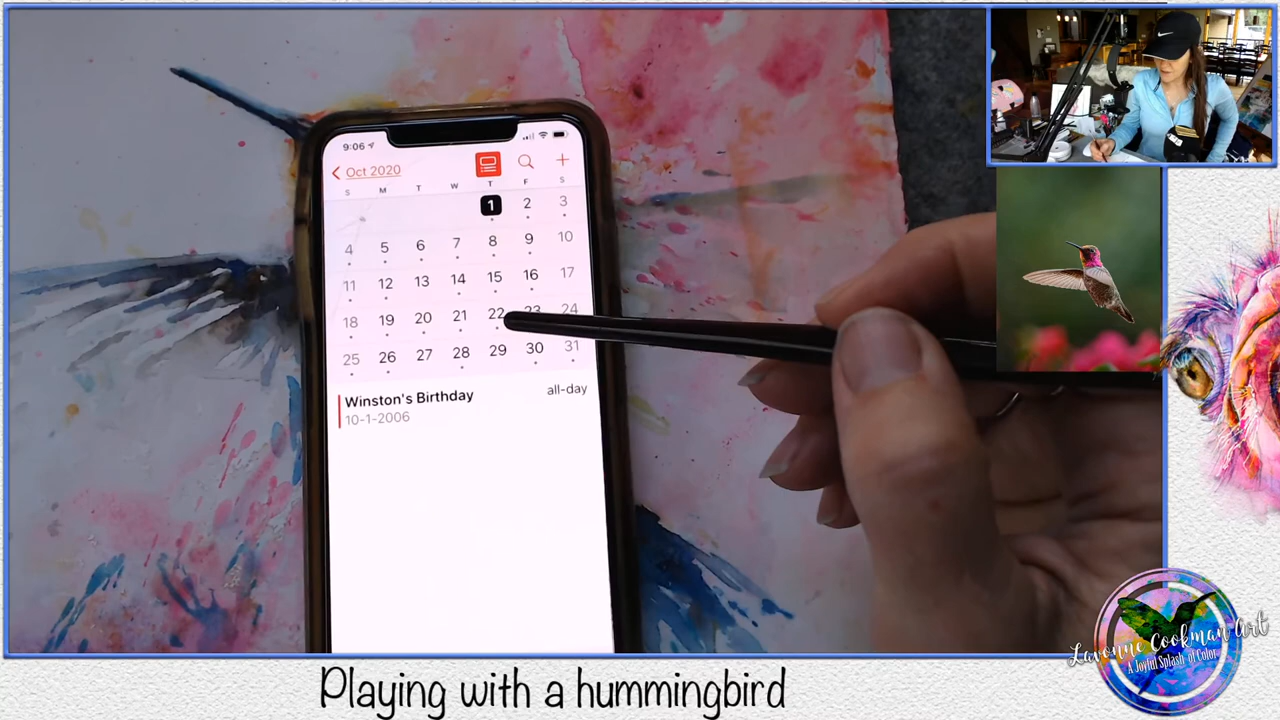 9:06
Oct 2020
S M T W T F S
1 2 3
4 5 6 7 8 9 10
11 12 13 14 15 16 17
18 19 20 21 22 23 24
25 26 27 28 29 30 31
Winston's Birthday all-day
10-1-2006
Lavonne Cookman Art
A Joyful Splash of Color
Playing with a hummingbird